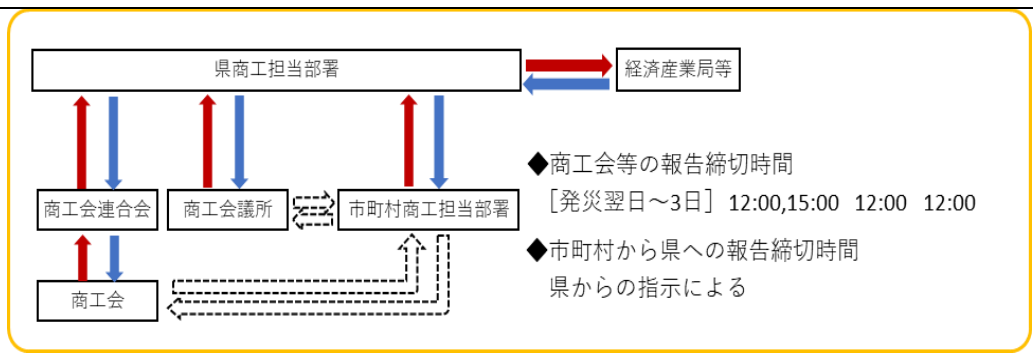 県商工担当部署
経済産業局等
商工会連合会
商工会議所
市町村商工担当部署
商工会
◆商工会等の報告締切時間
［発災翌日～3日］ 12:00,15:00 12:00 12:00
◆市町村から県への報告締切時間
県からの指示による